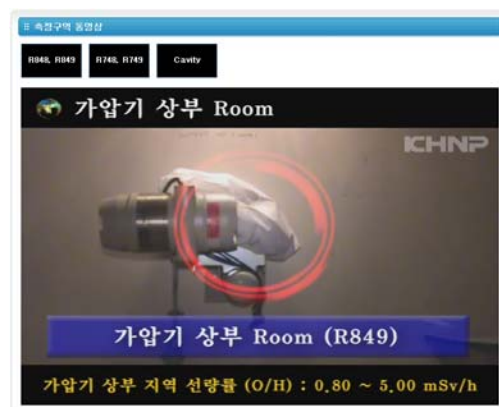 측정구역 동영상
R848, R849
R748, R749
Cavity
가압기 상부 Room
KHNP
가압기 상부 Room (R849)
가압기 상부 지역 선량률 (O/H) : 0.80 ~ 5.00 mSv/h